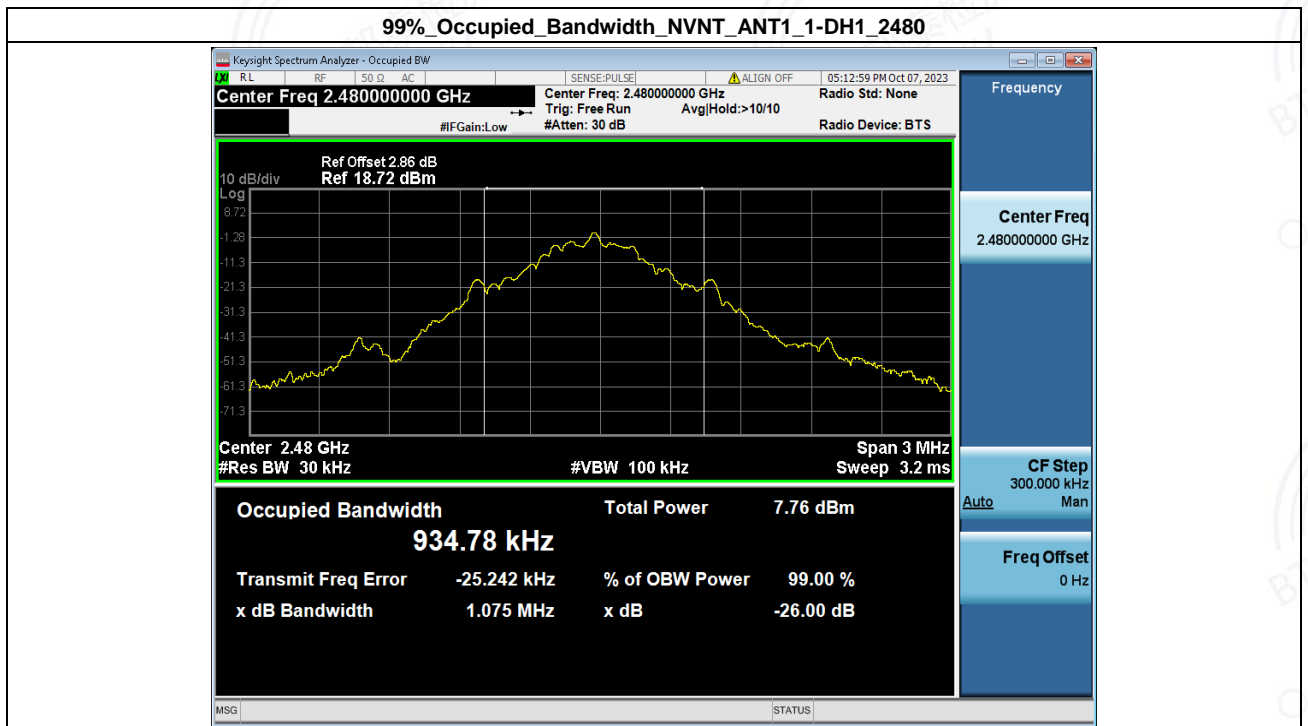 99%_Occupied_Bandwidth_NVNT_ANT1_1-DH1_2480
Keysight Spectrum Analyzer - Occupied BW
LXI RL RF 50 Ω AC SENSE:PULSE ALIGN OFF 05:12:59 PM Oct 07, 2023
Center Freq 2.480000000 GHz
Center Freq: 2.480000000 GHz Radio Std: None
Trig: Free Run Avg|Hold:>10/10
#IFGain:Low #Atten: 30 dB Radio Device: BTS
Ref Offset 2.86 dB
10 dB/div Ref 18.72 dBm
Log
8.72
-1.28
-11.3
-21.3
-31.3
-41.3
-51.3
-61.3
-71.3
Center 2.48 GHz Span 3 MHz
#Res BW 30 kHz #VBW 100 kHz Sweep 3.2 ms
Occupied Bandwidth Total Power 7.76 dBm
934.78 kHz
Transmit Freq Error -25.242 kHz % of OBW Power 99.00 %
x dB Bandwidth 1.075 MHz x dB -26.00 dB
MSG STATUS
Frequency
Center Freq
2.480000000 GHz
CF Step
300.000 kHz
Auto Man
Freq Offset
0 Hz